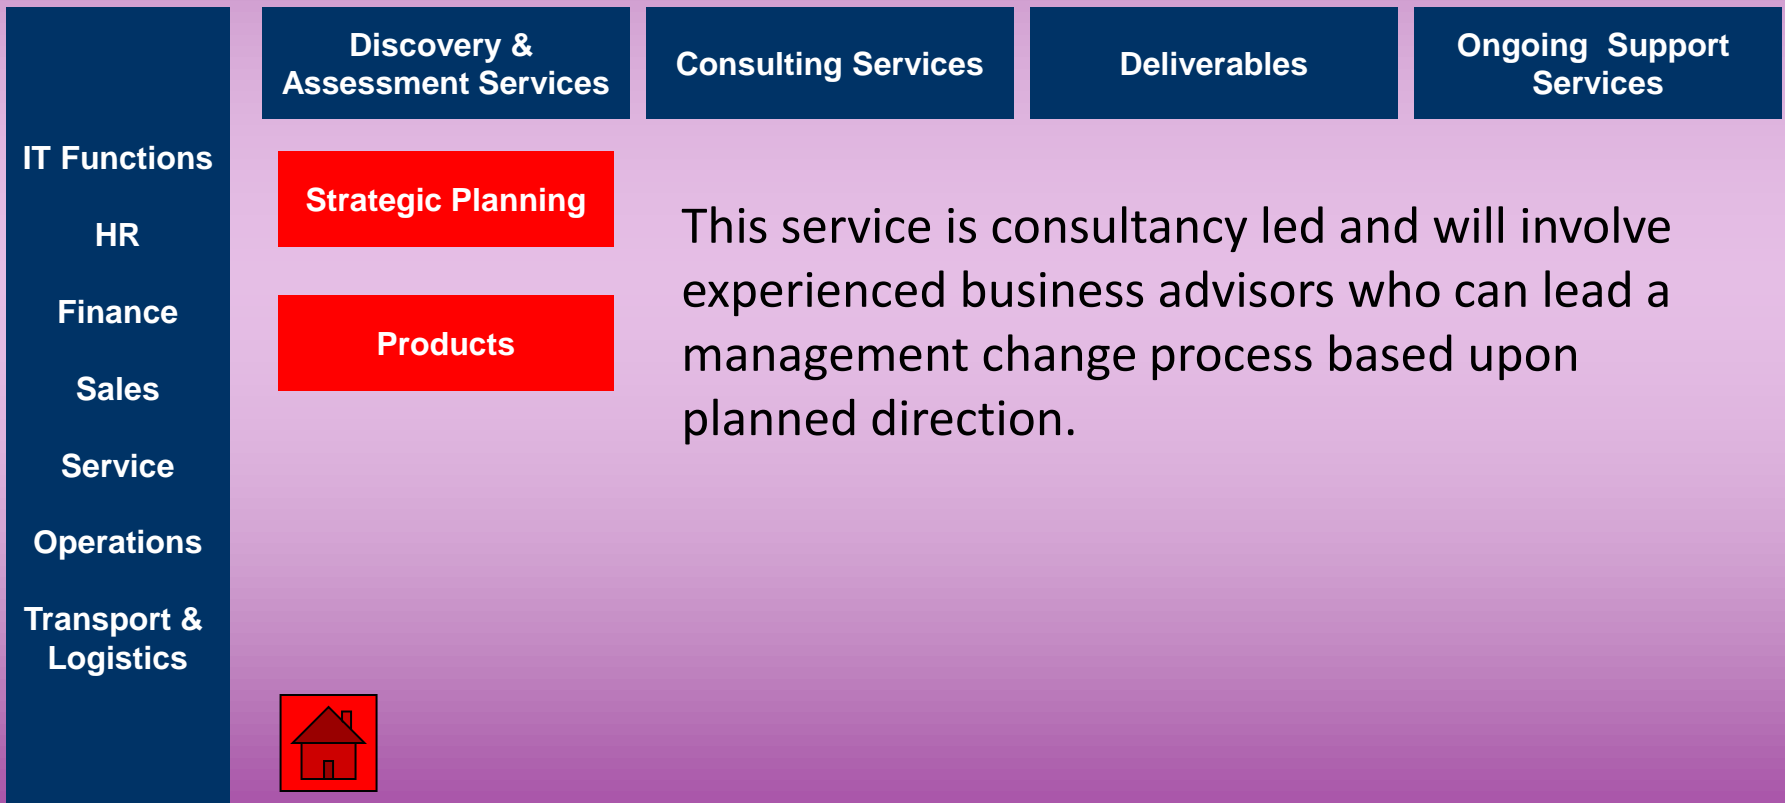 Discovery &
Assessment Services
Consulting Services
Deliverables
Ongoing  Support
Services
IT Functions
HR
Finance
Sales
Service
Operations
Transport &
Logistics
Strategic Planning
Products
This service is consultancy led and will involve
experienced business advisors who can lead a
management change process based upon
planned direction.